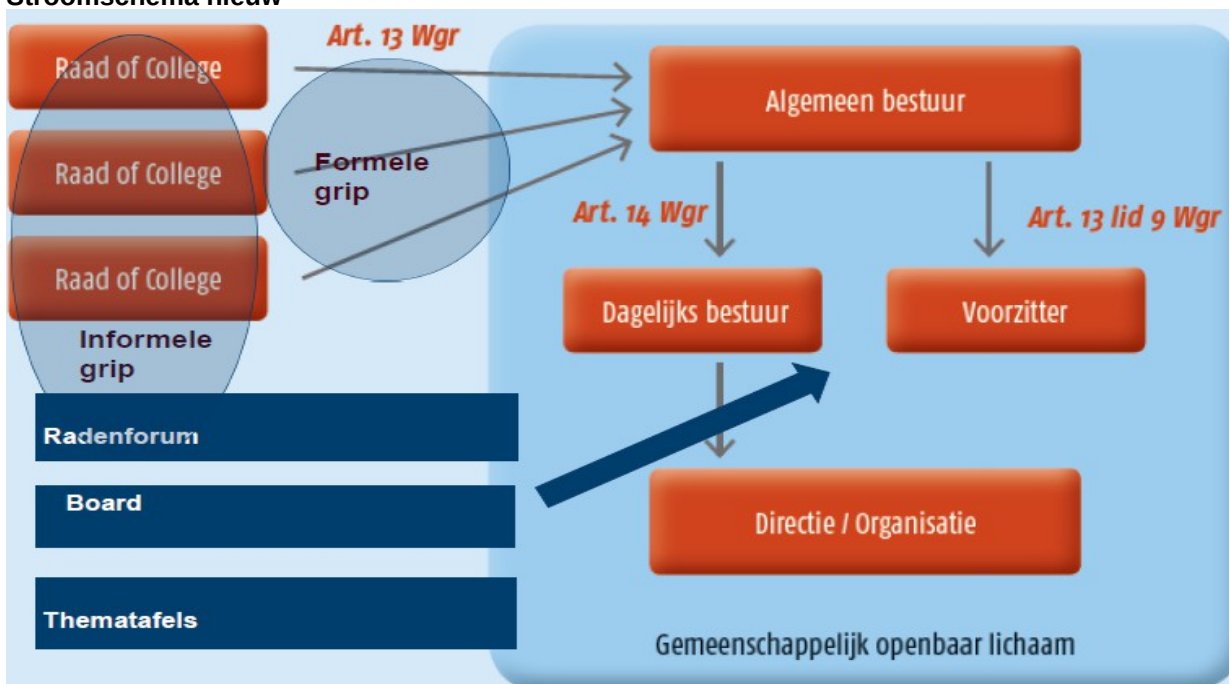 Stroomschema nieuw
Raad of College
Raad of College
Raad of College
Art. 13 Wgr
Formele
grip
Informele
grip
Radenforum
Board
Thematafels
Algemeen bestuur
Art. 14 Wgr
Art. 13 lid 9 Wgr
Dagelijks bestuur
Voorzitter
Directie / Organisatie
Gemeenschappelijk openbaar lichaam